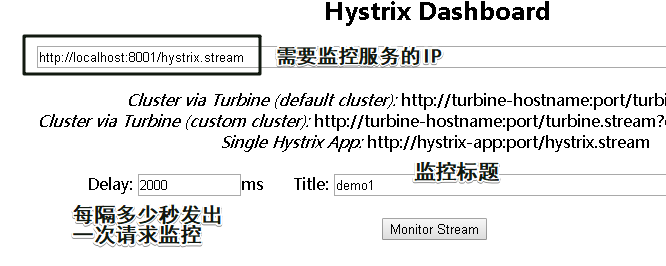 Hystrix Dashboard
http://localhost:8001/hystrix.stream 需要监控服务的IP
Cluster via Turbine (default cluster): http://turbine-hostname:port/turbi
Cluster via Turbine (custom cluster): http://turbine-hostname:port/turbine.stream?
Single Hystrix App: http://hystrix-app:port/hystrix.stream
监控标题
Delay: 2000 ms Title: demo1
每隔多少秒发出
一次请求监控
Monitor Stream